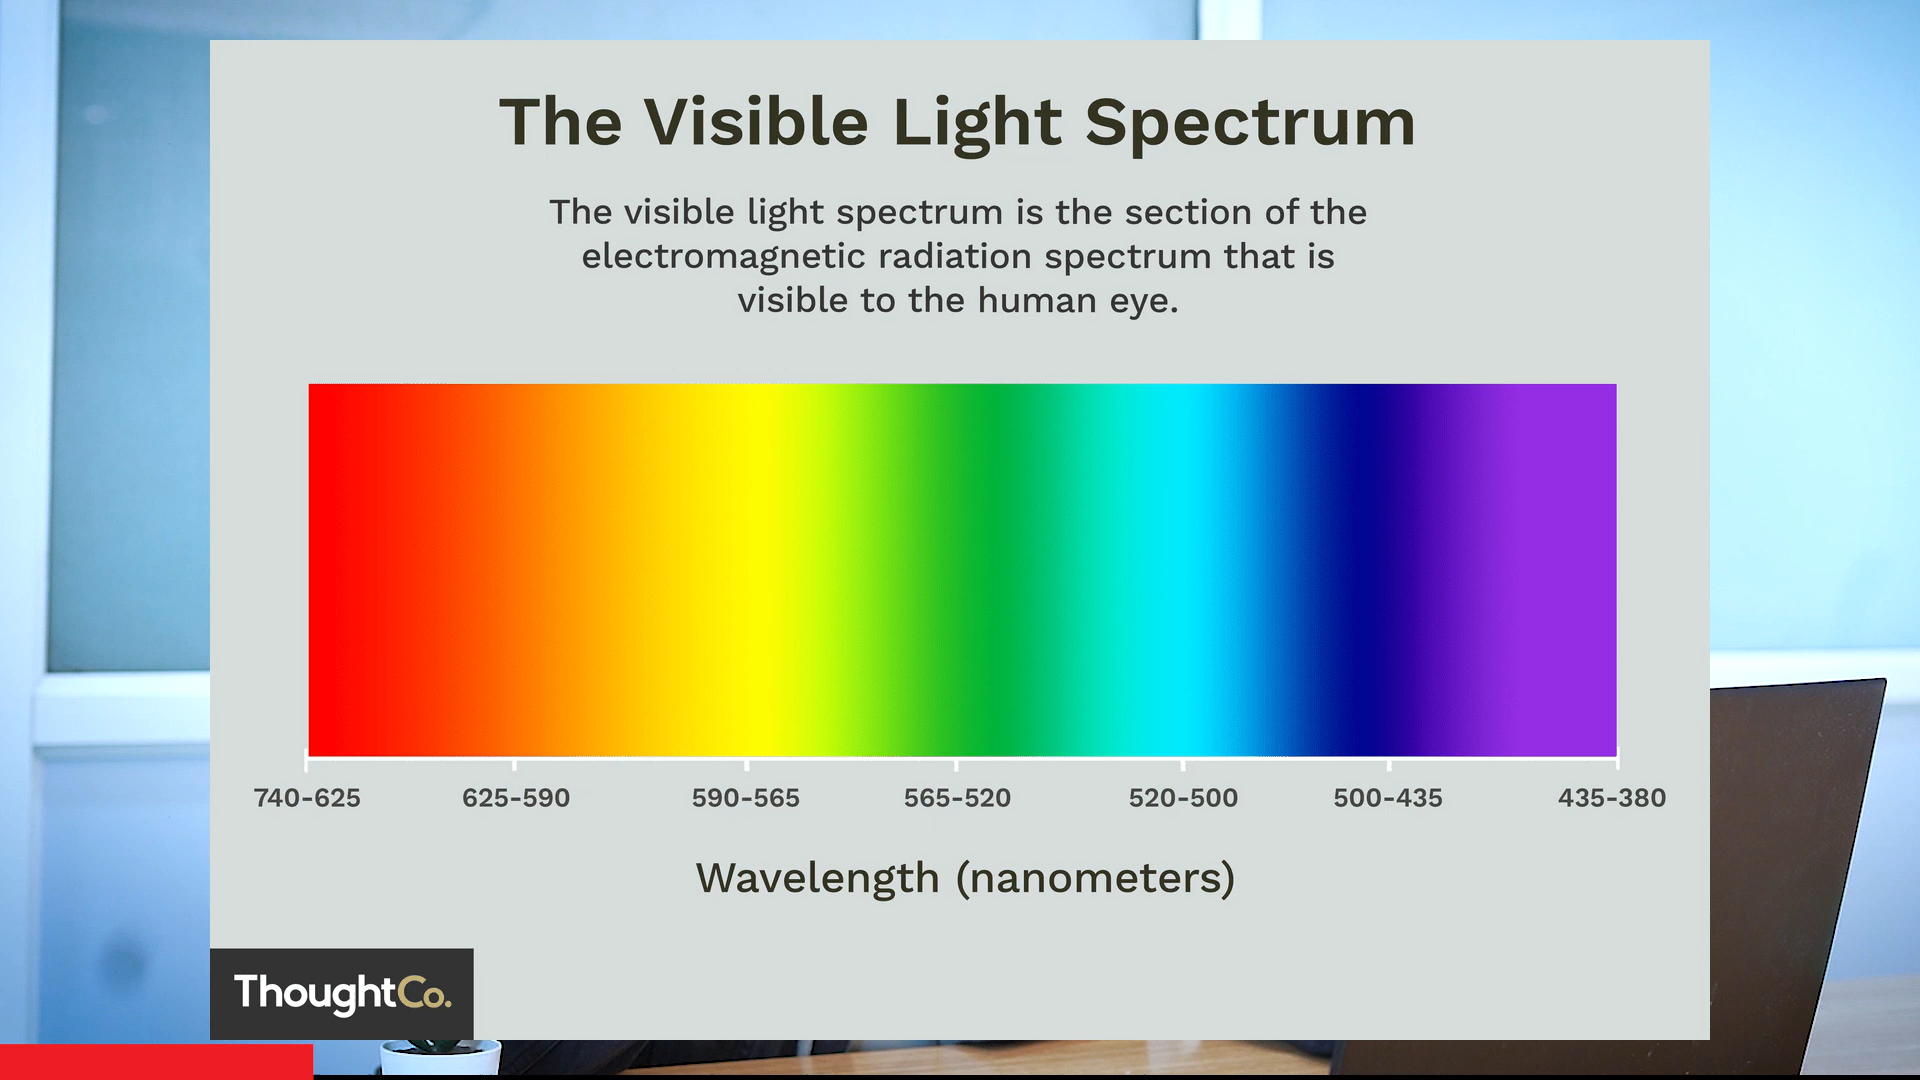 The Visible Light Spectrum
The visible light spectrum is the section of the
electromagnetic radiation spectrum that is
visible to the human eye.
740-625 625-590 590-565 565-520 520-500 500-435 435-380
Wavelength (nanometers)
ThoughtCo.